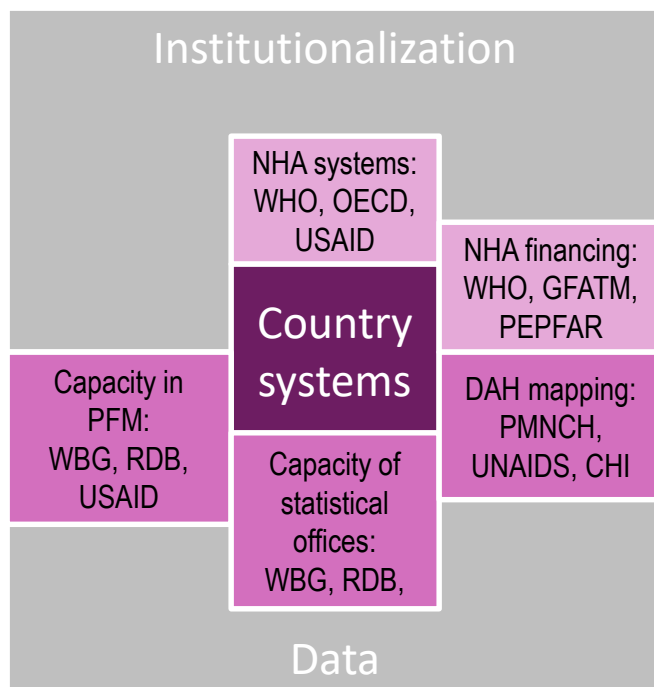 Institutionalization
NHA systems:
WHO, OECD,
USAID
NHA financing:
WHO, GFATM,
PEPFAR
Country
systems
Capacity in
PFM:
WBG, RDB,
USAID
DAH mapping:
PMNCH,
UNAIDS, CHI
Capacity of
statistical
offices:
WBG, RDB,
Data